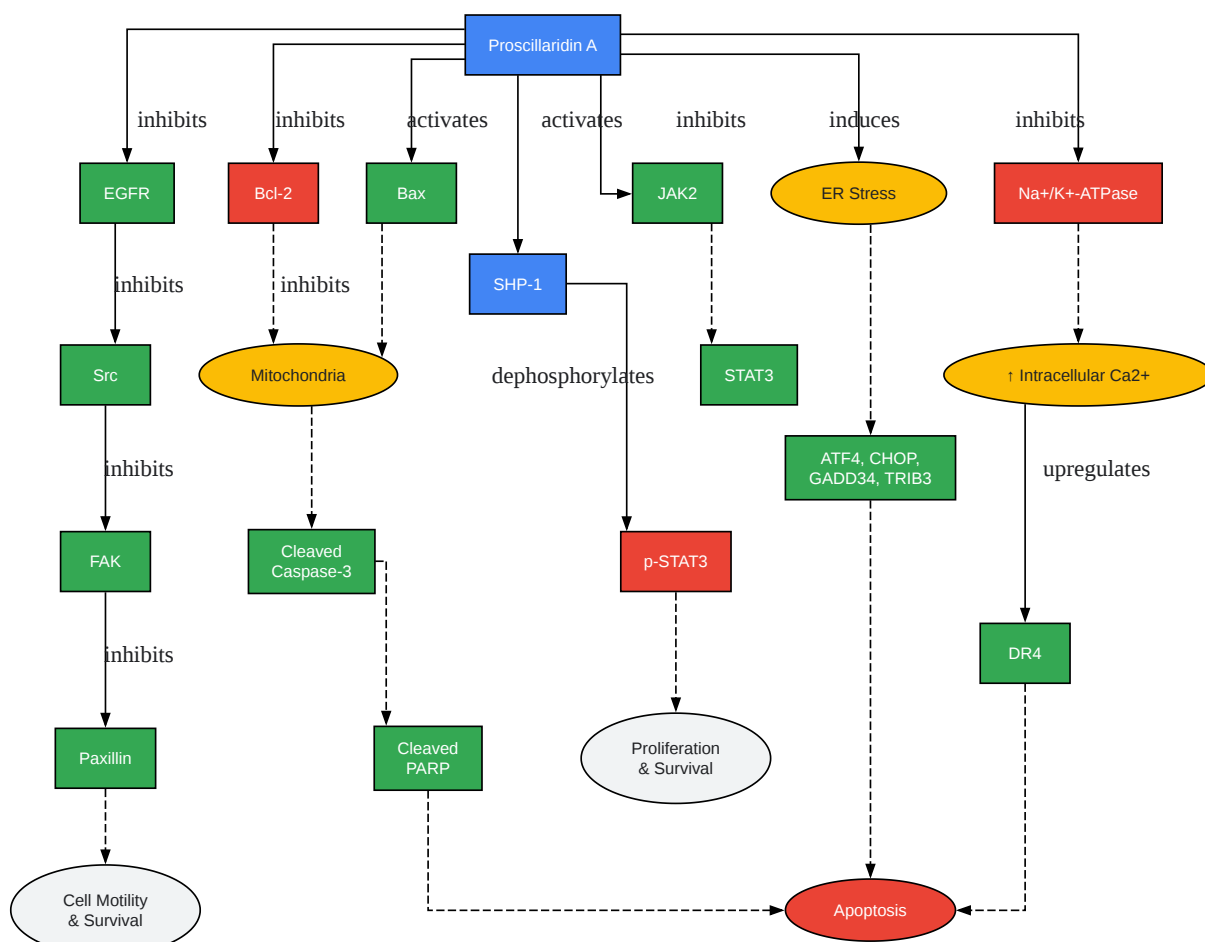 Proscillaridin A
inhibits
inhibits
activates
activates
inhibits
induces
inhibits
EGFR
Bcl-2
Bax
JAK2
ER Stress
Na+/K+-ATPase
inhibits
inhibits
SHP-1
Src
Mitochondria
dephosphorylates
STAT3
↑ Intracellular Ca2+
inhibits
ATF4, CHOP,
GADD34, TRIB3
upregulates
FAK
Cleaved
Caspase-3
p-STAT3
inhibits
DR4
Paxillin
Cleaved
PARP
Proliferation
& Survival
Cell Motility
& Survival
Apoptosis